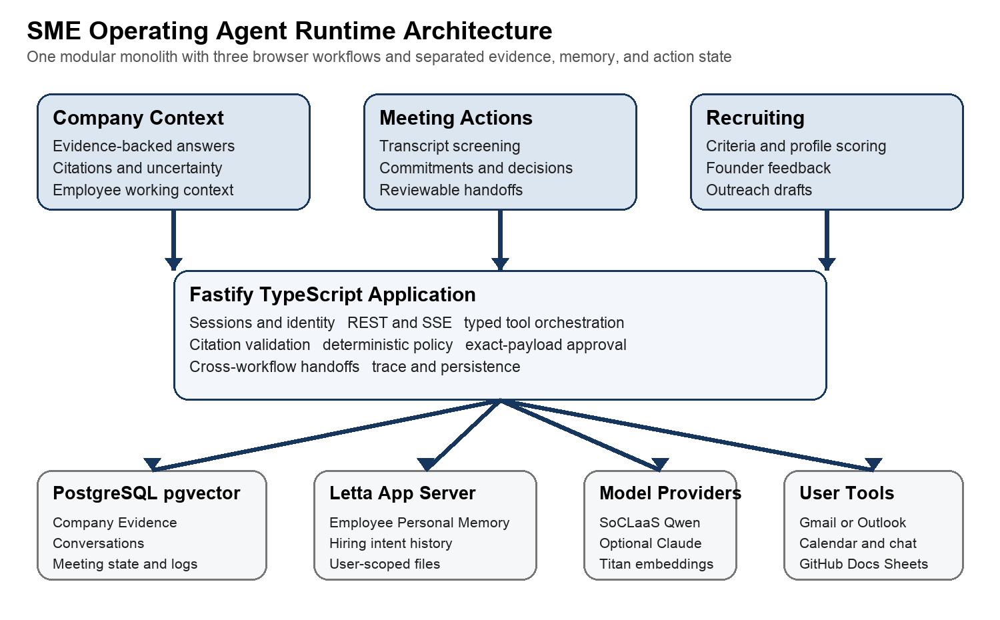 SME Operating Agent Runtime Architecture
One modular monolith with three browser workflows and separated evidence, memory, and action state
Company Context
Evidence-backed answers
Citations and uncertainty
Employee working context
Meeting Actions
Transcript screening
Commitments and decisions
Reviewable handoffs
Recruiting
Criteria and profile scoring
Founder feedback
Outreach drafts
Fastify TypeScript Application
Sessions and identity   REST and SSE   typed tool orchestration
Citation validation   deterministic policy   exact-payload approval
Cross-workflow handoffs   trace and persistence
PostgreSQL pgvector
Company Evidence
Conversations
Meeting state and logs
Letta App Server
Employee Personal Memory
Hiring intent history
User-scoped files
Model Providers
SoCLaaS Qwen
Optional Claude
Titan embeddings
User Tools
Gmail or Outlook
Calendar and chat
GitHub Docs Sheets